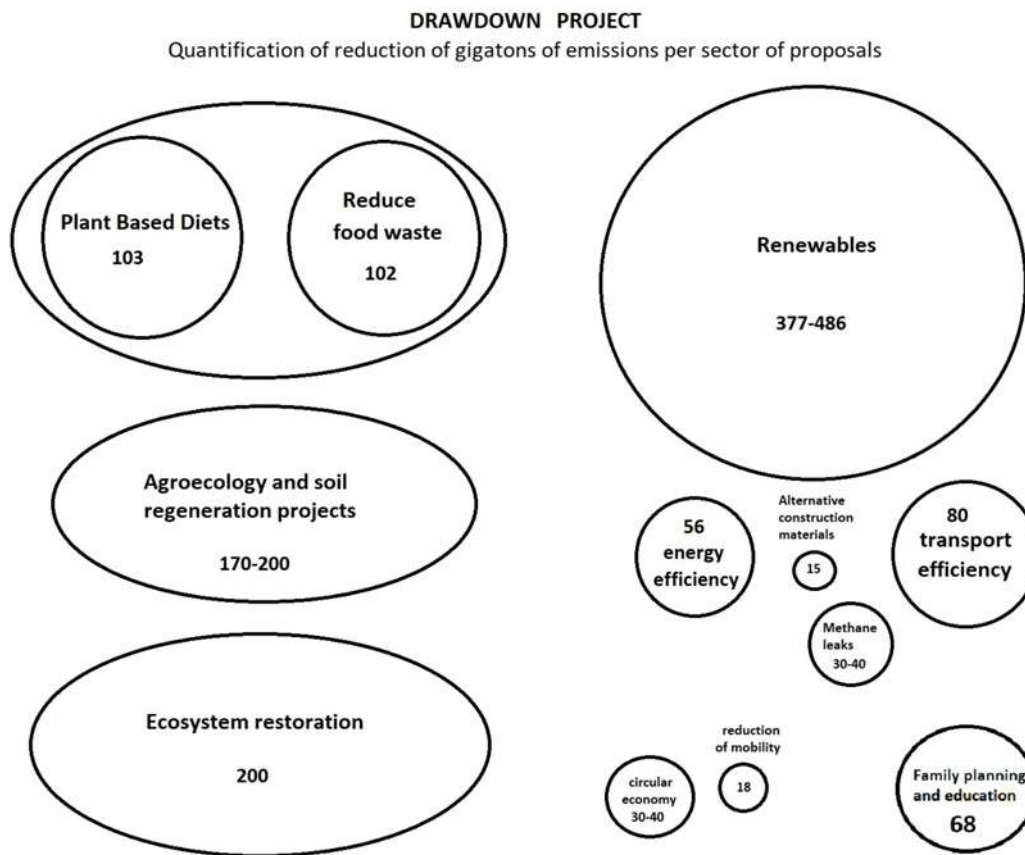 DRAWDOWN PROJECT
Quantification of reduction of gigatons of emissions per sector of proposals
Plant Based Diets
103
Reduce
food waste
102
Renewables
377-486
Agroecology and soil
regeneration projects
170-200
56
energy
efficiency
Alternative
construction
materials
15
80
transport
efficiency
Methane
leaks
30-40
Ecosystem restoration
200
circular
economy
30-40
reduction
of mobility
18
Family planning
and education
68